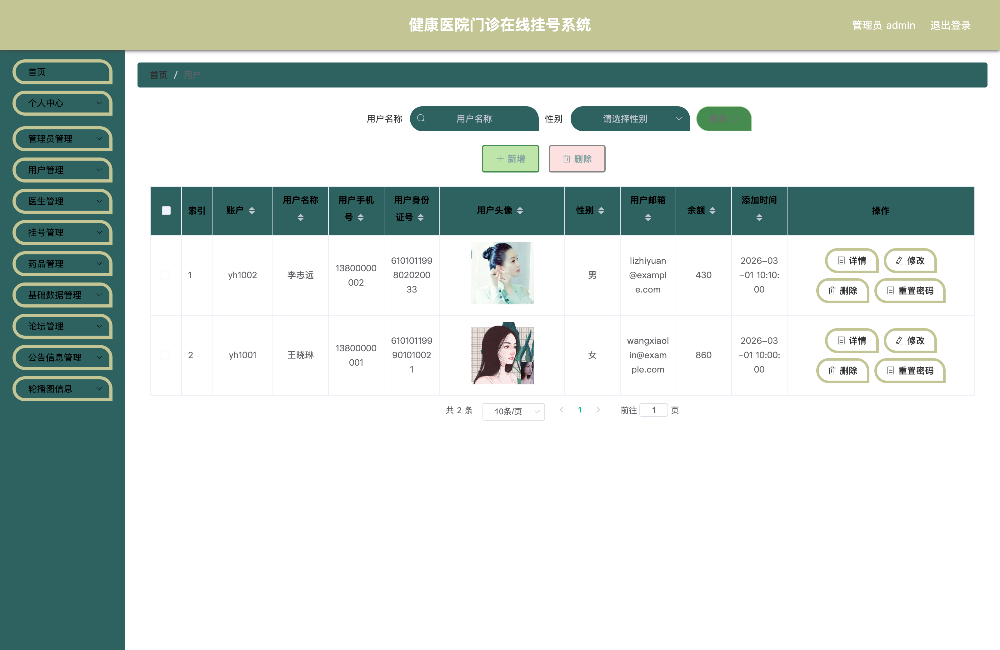 健康医院门诊在线挂号系统
管理员 admin
退出登录
首页
个人中心
管理员管理
用户管理
医生管理
挂号管理
药品管理
基础数据管理
论坛管理
公告信息管理
轮播图信息
首页 / 用户
用户名称 用户名称 性别 请选择性别 查询
新增 删除
索引 账户 用户名称 用户手机号 用户身份证号 用户头像 性别 用户邮箱 余额 添加时间 操作
1 yh1002 李志远 13800000002 610101199802020033 男 lizhiyuan@example.com 430 2026-03-01 10:10:00 详情 修改 删除 重置密码
2 yh1001 王晓琳 13800000001 610101199901010021 女 wangxiaolin@example.com 860 2026-03-01 10:00:00 详情 修改 删除 重置密码
共 2 条 10条/页 1 前往 1 页